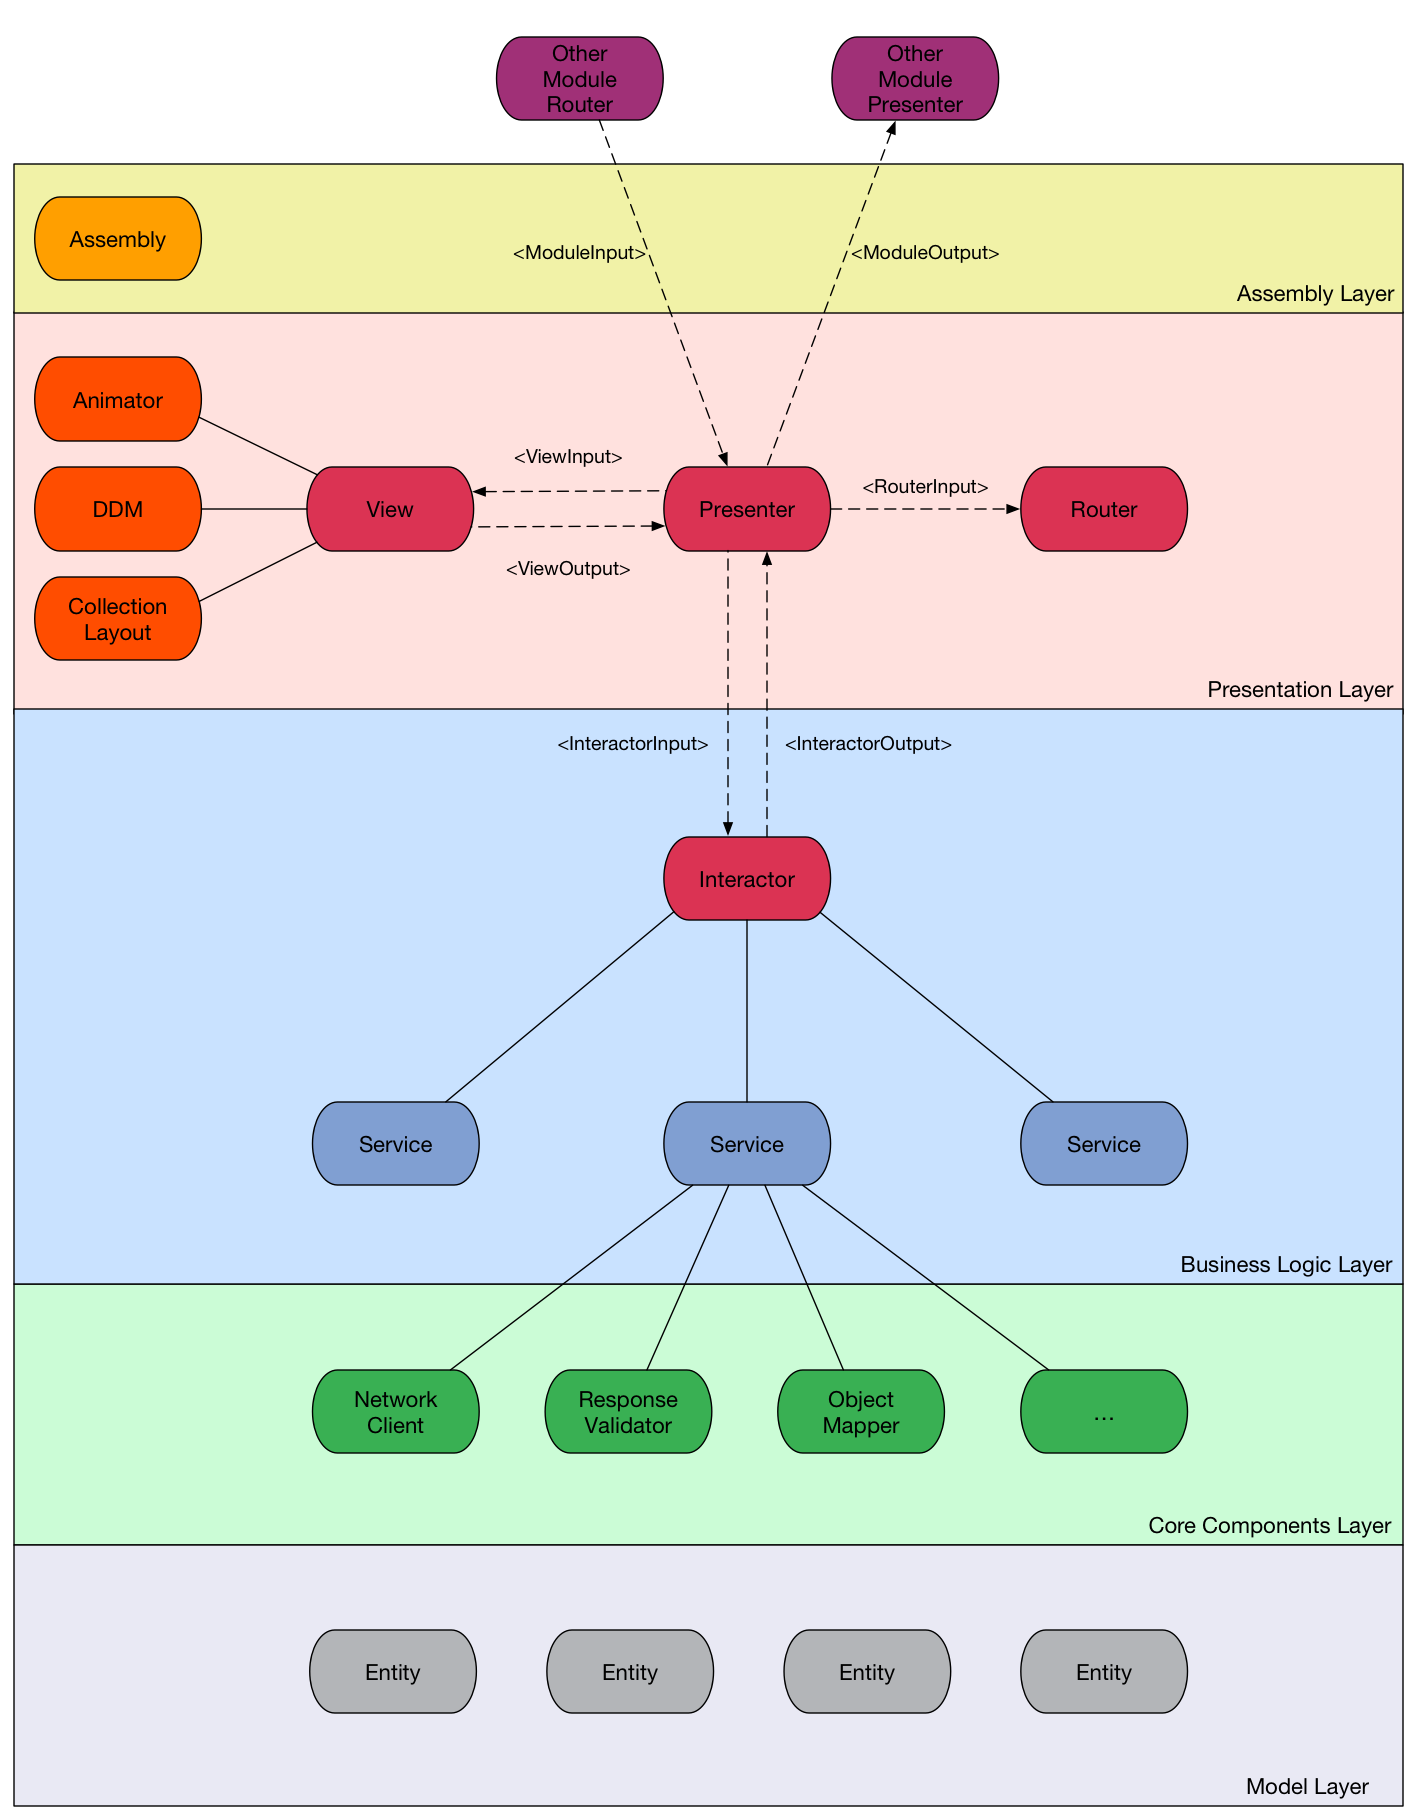 Other
Module
Router
Other
Module
Presenter
Assembly
<ModuleInput>
<ModuleOutput>
Assembly Layer
Animator
<ViewInput>
<RouterInput>
DDM
View
Presenter
Router
<ViewOutput>
Collection
Layout
Presentation Layer
<InteractorInput>
<InteractorOutput>
Interactor
Service
Service
Service
Business Logic Layer
Network
Client
Response
Validator
Object
Mapper
...
Core Components Layer
Entity
Entity
Entity
Entity
Model Layer